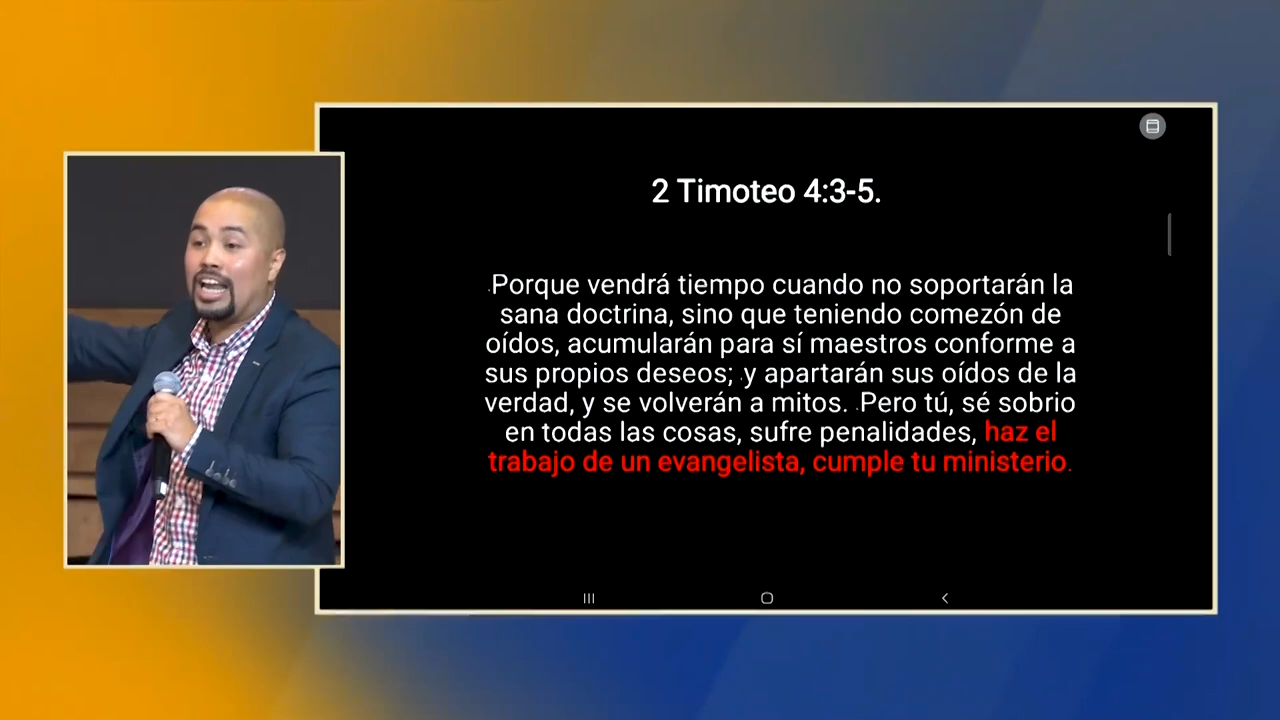 2 Timoteo 4:3-5.
.Porque vendrá tiempo cuando no soportarán la
sana doctrina, sino que teniendo comezón de
oídos, acumularán para sí maestros conforme a
sus propios deseos; .y apartarán sus oídos de la
verdad, y se volverán a mitos. .Pero tú, sé sobrio
en todas las cosas, sufre penalidades, haz el
trabajo de un evangelista, cumple tu ministerio.